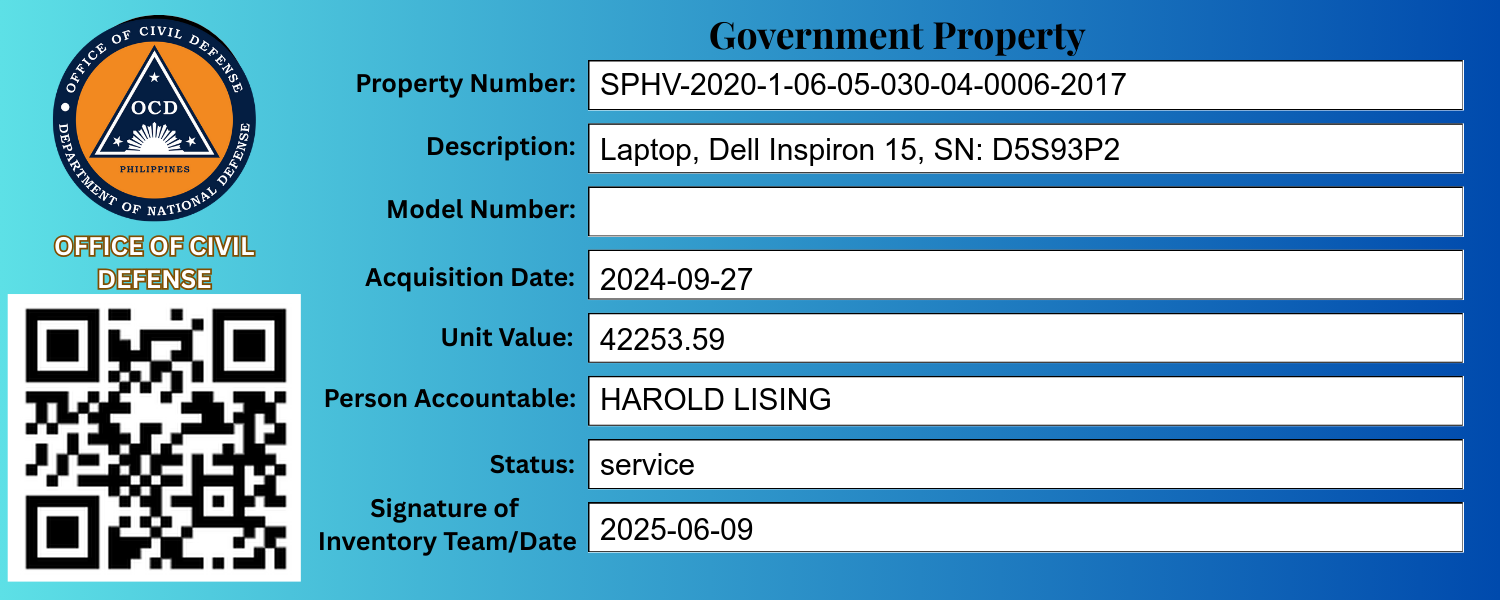 OFFICE OF CIVIL DEFENSE
OCD
PHILIPPINES
DEPARTMENT OF NATIONAL DEFENSE
OFFICE OF CIVIL
DEFENSE
Government Property
Property Number: SPHV-2020-1-06-05-030-04-0006-2017
Description: Laptop, Dell Inspiron 15, SN: D5S93P2
Model Number:
Acquisition Date: 2024-09-27
Unit Value: 42253.59
Person Accountable: HAROLD LISING
Status: service
Signature of
Inventory Team/Date 2025-06-09